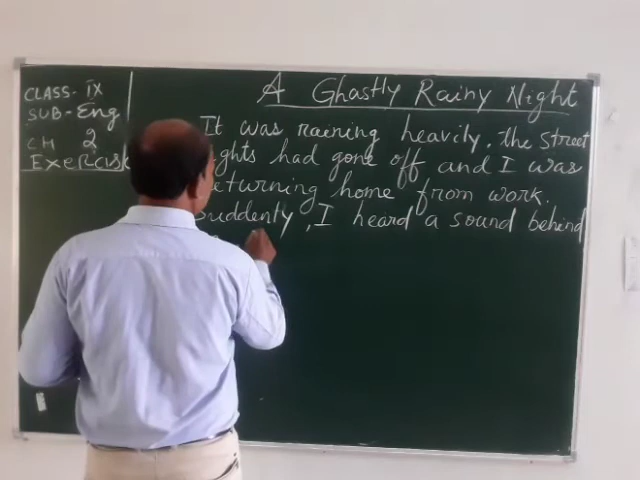 CLASS- IX
SUB- Eng
CH 2
Exercise
A Ghastly Rainy Night
It was raining heavily. The Street
lights had gone off and I was
returning home from work.
Suddenly, I heard a sound behind